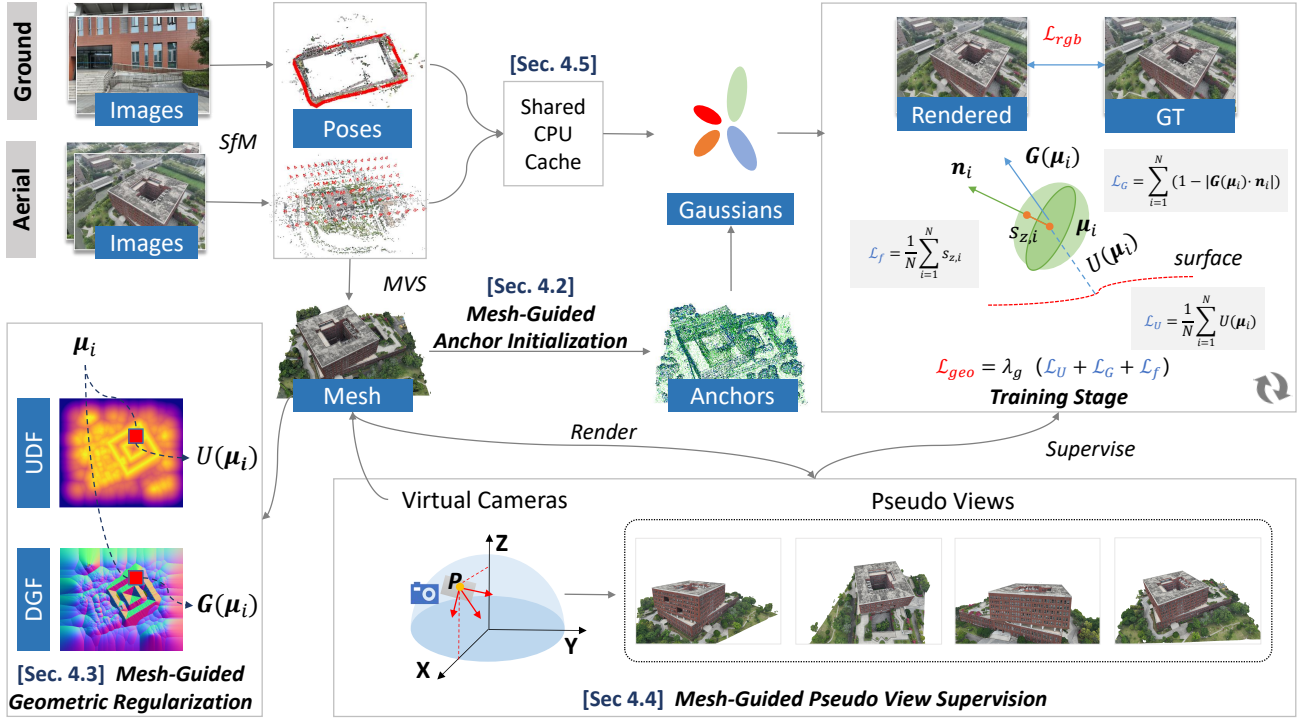 Ground
Images
Aerial
Images
SfM
Poses
[Sec. 4.5]
Shared
CPU
Cache
Gaussians
Rendered
ℒ_rgb
GT
n_i
G(μ_i)
ℒ_G = ∑_{i=1}^{N} (1 − |G(μ_i) · n_i|)
s_{z,i}
μ_i
U(μ_i)
surface
ℒ_f = 1/N ∑_{i=1}^{N} s_{z,i}
ℒ_U = 1/N ∑_{i=1}^{N} U(μ_i)
ℒ_geo = λ_g (ℒ_U + ℒ_G + ℒ_f)
Training Stage
MVS
Mesh
[Sec. 4.2]
Mesh-Guided
Anchor Initialization
Anchors
μ_i
UDF
U(μ_i)
DGF
G(μ_i)
[Sec. 4.3] Mesh-Guided
Geometric Regularization
Render
Supervise
Virtual Cameras
Z
P
Y
X
Pseudo Views
[Sec 4.4] Mesh-Guided Pseudo View Supervision